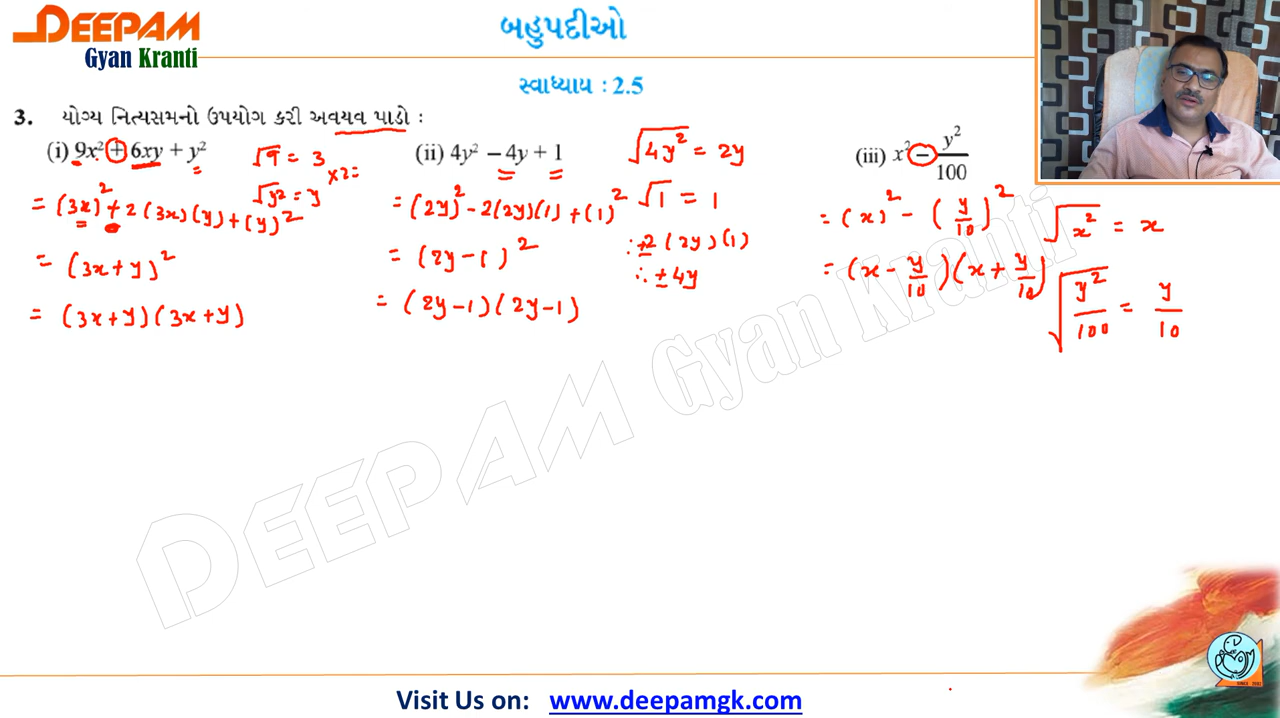 DEEPAM
Gyan Kranti
બહુપદીઓ
સ્વાધ્યાય : 2.5
3. યોગ્ય નિત્યસમનો ઉપયોગ કરી અવયવ પાડો :
(i) 9x² + 6xy + y²
√9 = 3
×2=
√y² = y
= (3x)² + 2(3x)(y) + (y)²
= (3x+y)²
= (3x+y)(3x+y)
(ii) 4y² – 4y + 1
√4y² = 2y
√1 = 1
= (2y)² - 2(2y)(1) + (1)²
∴ ±2(2y)(1)
∴ ±4y
= (2y-1)²
= (2y-1)(2y-1)
(iii) x² – y²/100
= (x)² - (y/10)²
√x² = x
= (x - y/10)(x + y/10)
√y²/100 = y/10
DEEPAM Gyan Kranti
Visit Us on: www.deepamgk.com